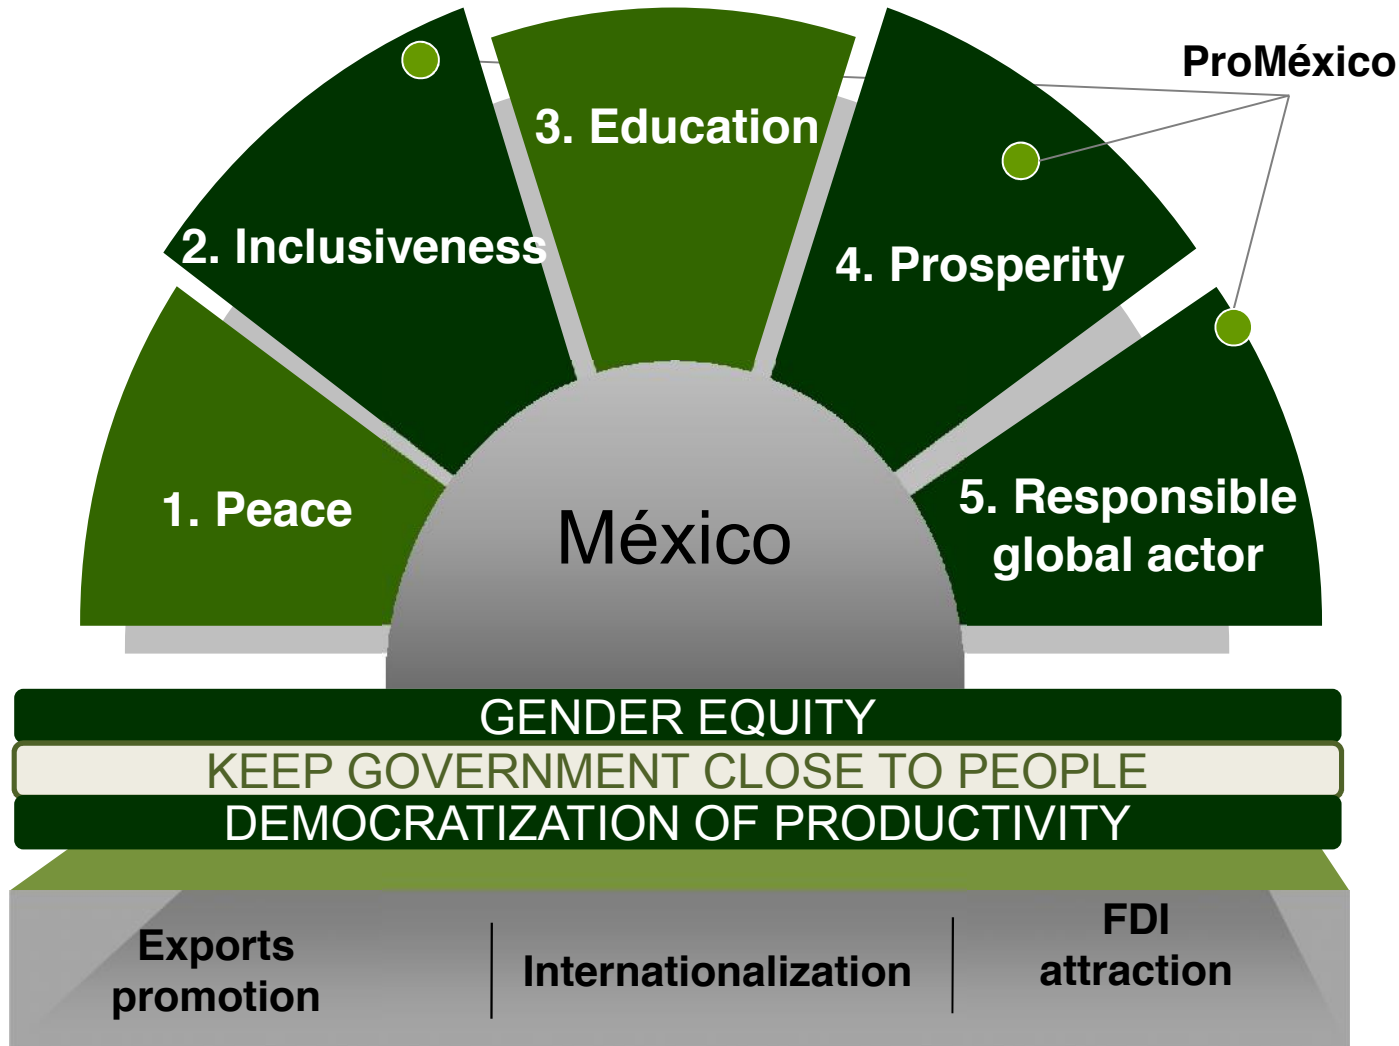 ProMéxico
3. Education
2. Inclusiveness
4. Prosperity
1. Peace
5. Responsible
global actor
México
GENDER EQUITY
KEEP GOVERNMENT CLOSE TO PEOPLE
DEMOCRATIZATION OF PRODUCTIVITY
Exports
promotion
Internationalization
FDI
attraction